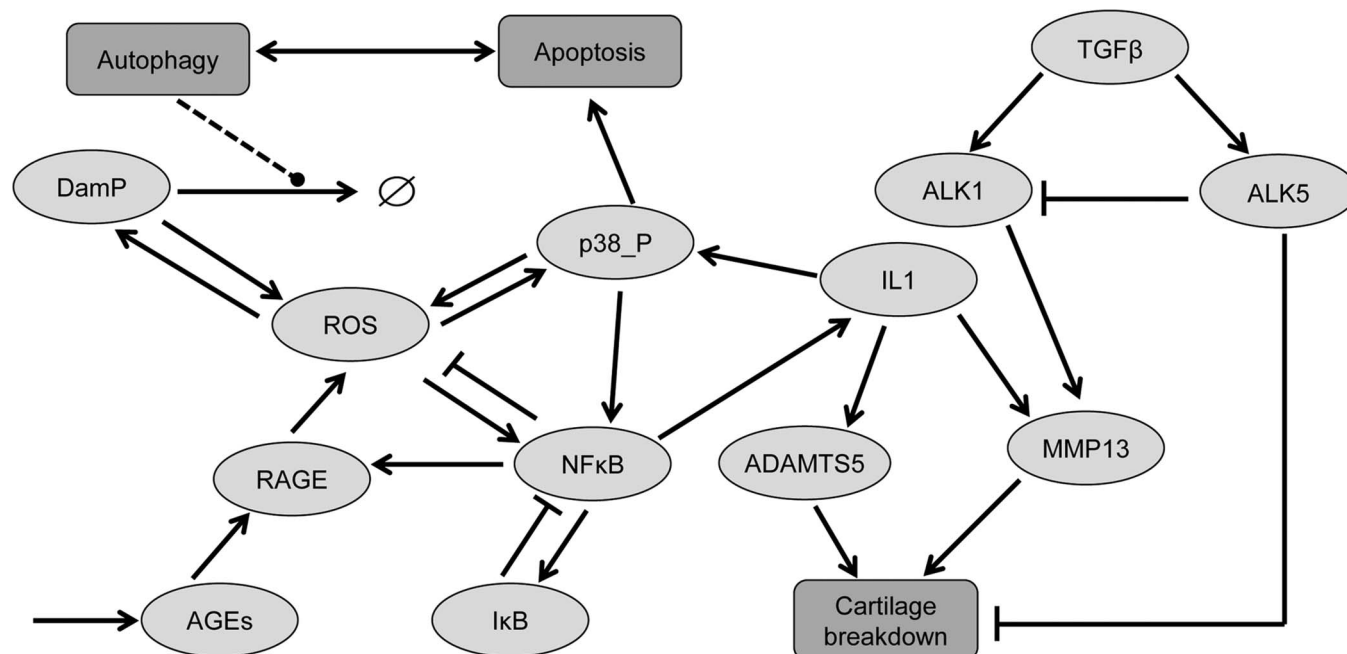 Autophagy
Apoptosis
TGFβ
DamP
∅
ALK1
ALK5
p38_P
IL1
ROS
RAGE
NFκB
ADAMTS5
MMP13
AGEs
IκB
Cartilage
breakdown